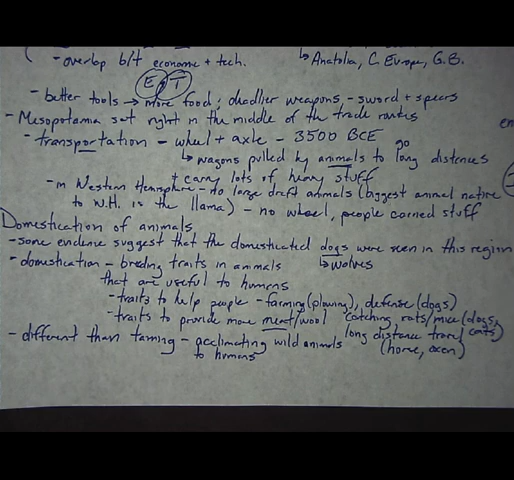 - overlap b/t economic + tech.
↳ Anatolia, C. Europe, G.B.
E T
- better tools → more food; deadlier weapons - sword + spears
- Mesopotamia sat right in the middle of the trade routes
- transportation - wheel + axle - 3500 BCE
↳ wagons pulled by animals to go long distances
+ carry lots of heavy stuff
- in Western Hemisphere - no large draft animals (biggest animal native
to W.H. is the llama) - no wheel, people carried stuff
Domestication of animals
- some evidence suggest that the domesticated dogs were seen in this region
↳ wolves
- domestication - breeding traits in animals
that are useful to humans
- traits to help people - farming (plowing), defense (dogs)
catching rats/mice (dogs, cats)
- traits to provide more meat/wool
long distance travel
(horse, oxen)
- different than taming - acclimating wild animals
to humans
en